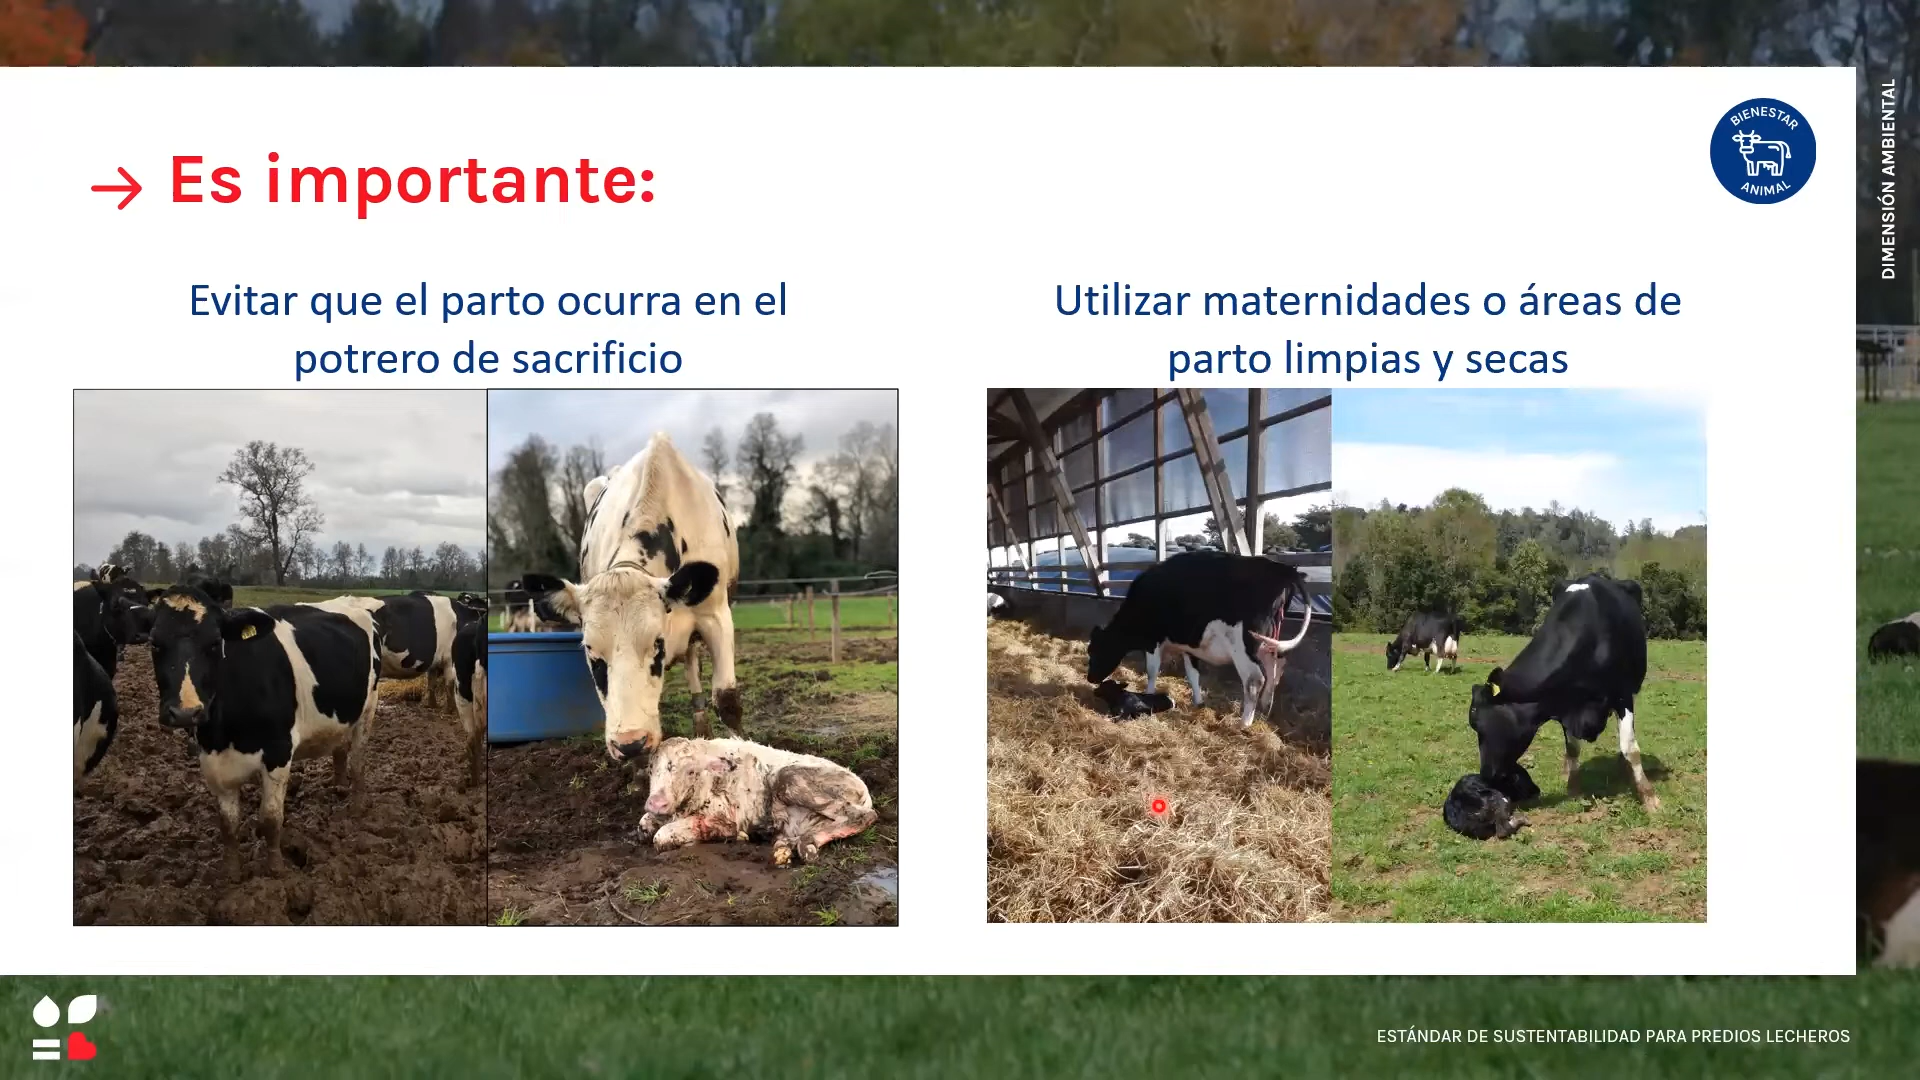 Es importante:
BIENESTAR
ANIMAL
DIMENSIÓN AMBIENTAL
Evitar que el parto ocurra en el
potrero de sacrificio
Utilizar maternidades o áreas de
parto limpias y secas
ESTÁNDAR DE SUSTENTABILIDAD PARA PREDIOS LECHEROS